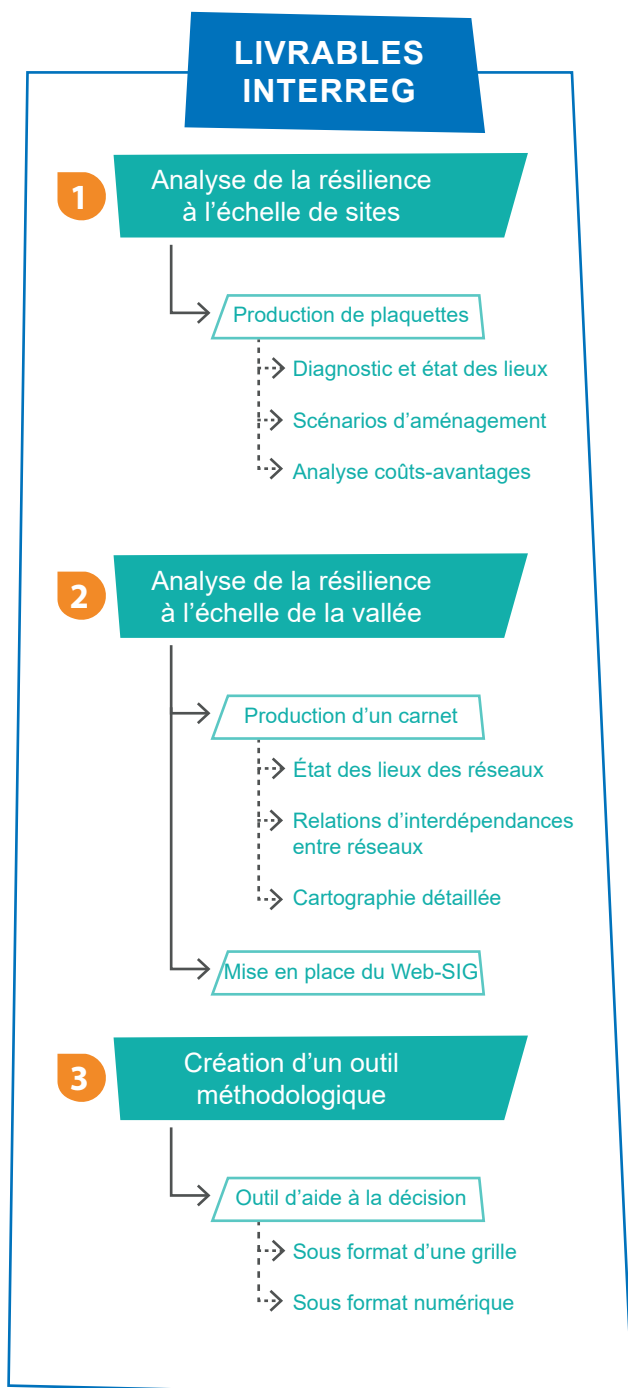 LIVRABLES
INTERREG
1
Analyse de la résilience
à l’échelle de sites
Production de plaquettes
Diagnostic et état des lieux
Scénarios d’aménagement
Analyse coûts-avantages
2
Analyse de la résilience
à l’échelle de la vallée
Production d’un carnet
État des lieux des réseaux
Relations d’interdépendances
entre réseaux
Cartographie détaillée
Mise en place du Web-SIG
3
Création d’un outil
méthodologique
Outil d’aide à la décision
Sous format d’une grille
Sous format numérique